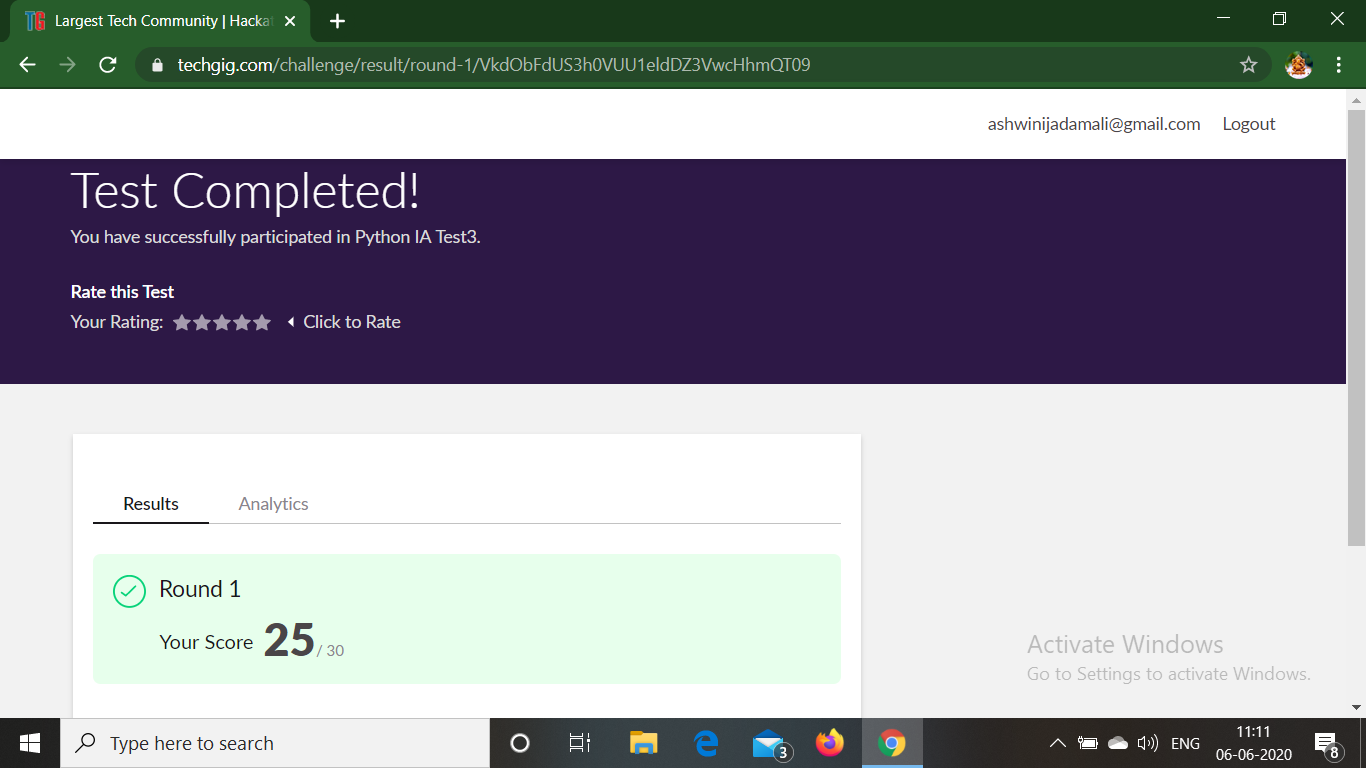 Largest Tech Community | Hacka
techgig.com/challenge/result/round-1/VkdObFdUS3h0VUU1eldDZ3VwcHhmQT09
ashwinijadamali@gmail.com Logout
Test Completed!
You have successfully participated in Python IA Test3.
Rate this Test
Your Rating: Click to Rate
Results Analytics
Round 1
Your Score 25 / 30
Activate Windows
Go to Settings to activate Windows.
Type here to search
3
ENG
11:11
06-06-2020
8